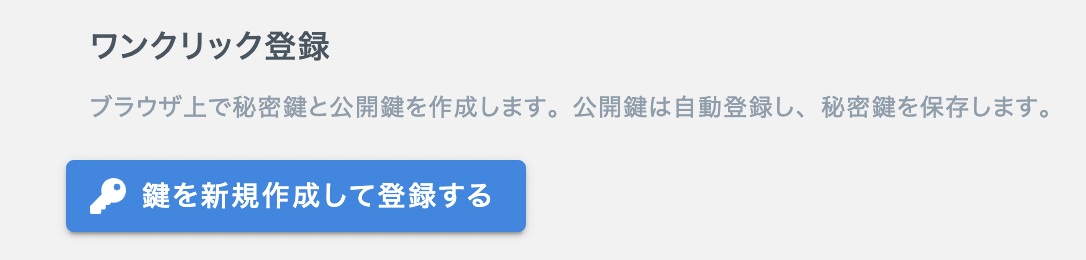 ワンクリック登録
ブラウザ上で秘密鍵と公開鍵を作成します。公開鍵は自動登録し、秘密鍵を保存します。
鍵を新規作成して登録する